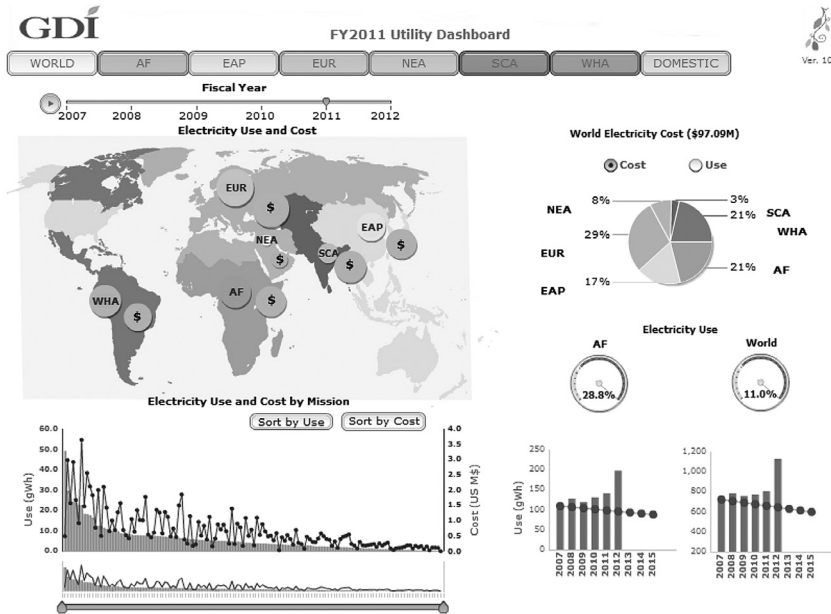 GDI
FY2011 Utility Dashboard
Ver. 10
WORLD AF EAP EUR NEA SCA WHA DOMESTIC
Fiscal Year
2007 2008 2009 2010 2011 2012
Electricity Use and Cost
EUR
$
NEA
$
SCA
$
EAP
$
AF
$
WHA
$
World Electricity Cost ($97.09M)
Cost Use
NEA 8%
3% SCA
21% WHA
EUR 29%
EAP 17%
21% AF
Electricity Use
AF World
28.8% 11.0%
Electricity Use and Cost by Mission
Sort by Use Sort by Cost
Use (gWh)
60.0
50.0
40.0
30.0
20.0
10.0
0.0
4.0
3.5
3.0
2.5
2.0
1.5
1.0
0.5
0.0
Cost (US M$)
Use (gWh)
250
200
150
100
50
0
2007 2008 2009 2010 2011 2012 2013 2014 2015
1,200
1,000
800
600
400
200
2007 2008 2009 2010 2011 2012 2013 2014 2015